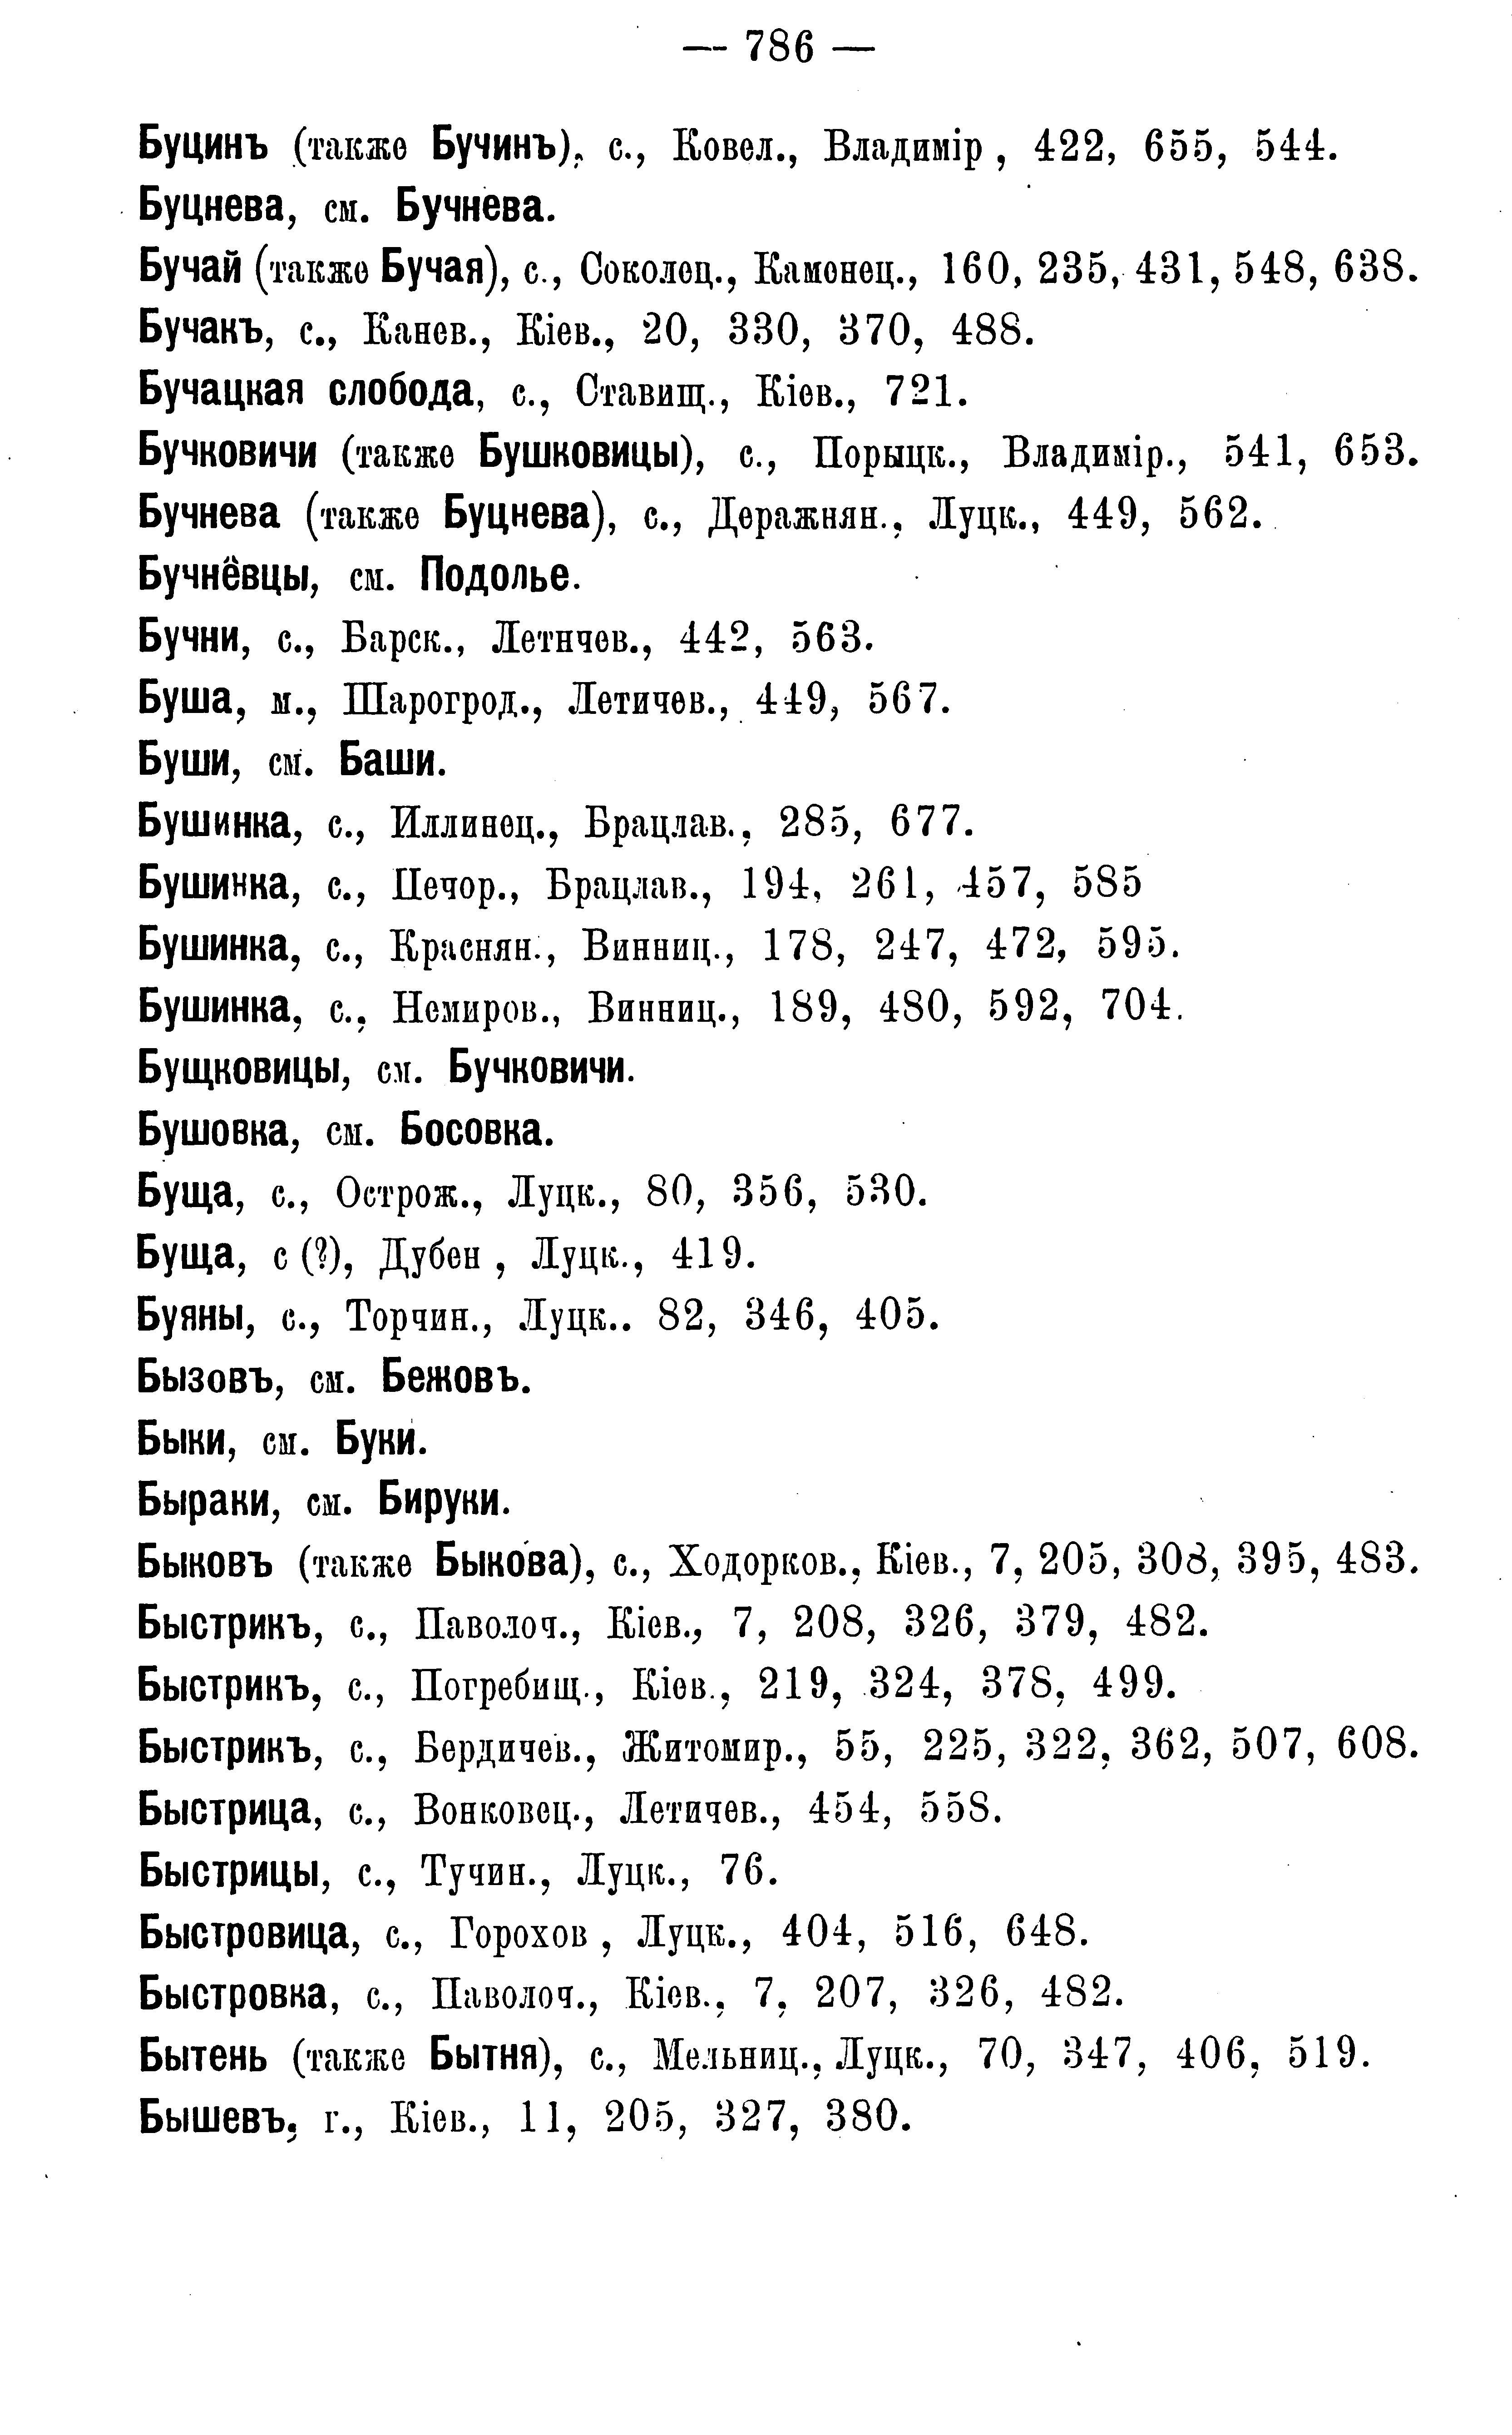 — 786 —
Буцинъ (также Бучинъ), с., Ковел., Владимір , 422, 655, 544.
Буцнева, см. Бучнева.
Бучай (также Бучая), с., Соколец., Каменец., 160, 235, 431, 548, 638.
Бучакъ, с., Канев., Кіев., 20, 330, 370, 488.
Бучацкая слобода, с., Ставищ., Кіев., 721.
Бучковичи (также Бушковицы), с., Порыцк., Владимір., 541, 653.
Бучнева (также Буцнева), с., Деражнян., Луцк., 449, 562.
Бучнёвцы, см. Подолье.
Бучни, с., Барск., Летичев., 442, 563.
Буша, м., Шарогрод., Летичев., 449, 567.
Буши, см. Баши.
Бушинка, с., Иллинец., Брацлав., 285, 677.
Бушинка, с., Печор., Брацлав., 194, 261, 457, 585
Бушинка, с., Краснян., Винниц., 178, 247, 472, 595.
Бушинка, с., Немиров., Винниц., 189, 480, 592, 704.
Бущковицы, см. Бучковичи.
Бушовка, см. Босовка.
Буща, с., Острож., Луцк., 80, 356, 530.
Буща, с (?), Дубен , Луцк., 419.
Буяны, с., Торчин., Луцк.. 82, 346, 405.
Бызовъ, см. Бежовъ.
Быки, см. Буки.
Быраки, см. Бируки.
Быковъ (также Быкова), с., Ходорков., Кіев., 7, 205, 308, 395, 483.
Быстрикъ, с., Паволоч., Кіев., 7, 208, 326, 379, 482.
Быстрикъ, с., Погребищ., Кіев., 219, 324, 378, 499.
Быстрикъ, с., Бердичев., Житомир., 55, 225, 322, 362, 507, 608.
Быстрица, с., Вонковец., Летичев., 454, 558.
Быстрицы, с., Тучин., Луцк., 76.
Быстровица, с., Горохов , Луцк., 404, 516, 648.
Быстровка, с., Паволоч., Кіев., 7, 207, 326, 482.
Бытень (также Бытня), с., Мельниц., Луцк., 70, 347, 406, 519.
Бышевъ, г., Кіев., 11, 205, 327, 380.